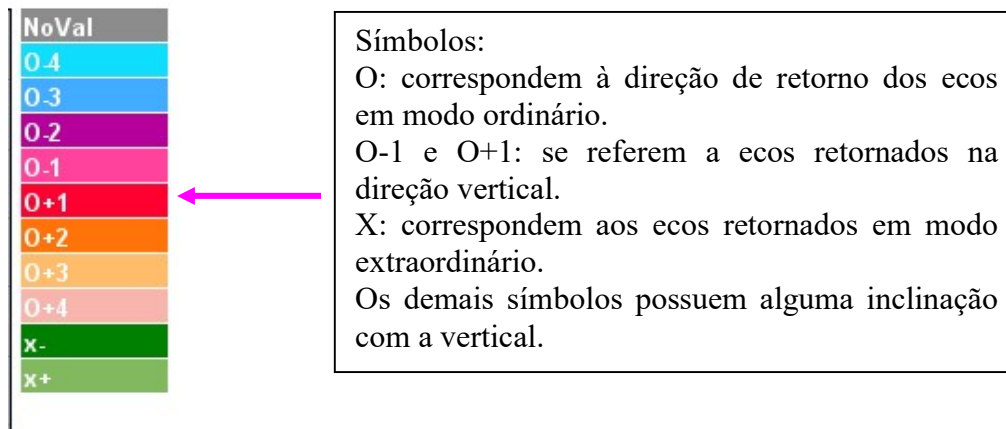 NoVal
O-4
O-3
O-2
O-1
O+1
O+2
O+3
O+4
x-
x+
Símbolos:
O: correspondem à direção de retorno dos ecos
em modo ordinário.
O-1 e O+1: se referem a ecos retornados na
direção vertical.
X: correspondem aos ecos retornados em modo
extraordinário.
Os demais símbolos possuem alguma inclinação
com a vertical.